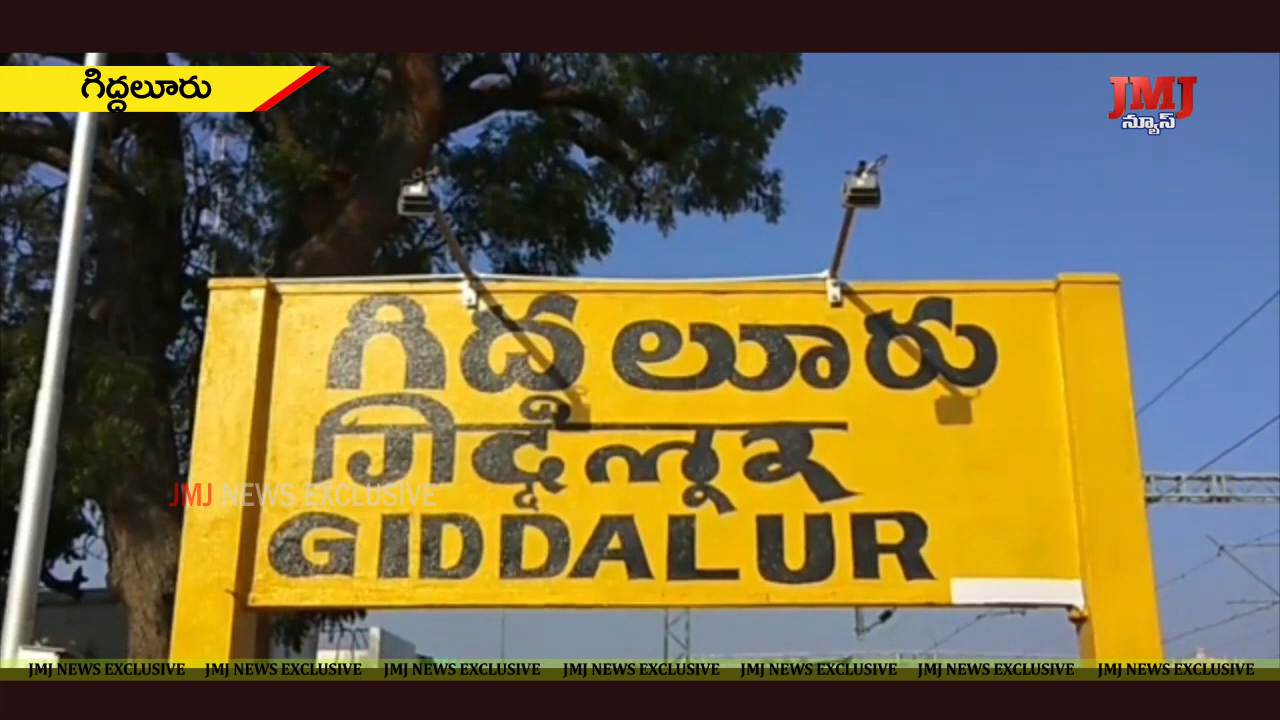 గిద్దలూరు
JMJ
న్యూస్
గిద్దలూరు
गिद्दलूरु
JMJ NEWS EXCLUSIVE
GIDDALUR
JMJ NEWS EXCLUSIVE JMJ NEWS EXCLUSIVE JMJ NEWS EXCLUSIVE JMJ NEWS EXCLUSIVE JMJ NEWS EXCLUSIVE JMJ NEWS EXCLUSIVE JMJ NEWS EXCLUSIVE